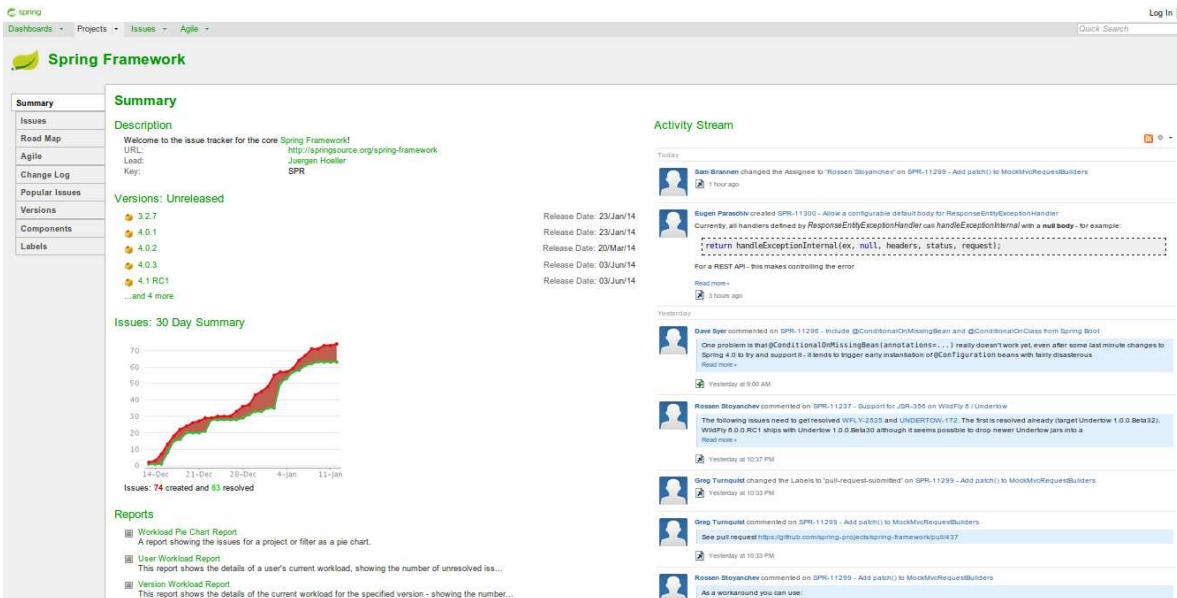 spring
Log In
Dashboards
Projects
Issues
Agile
Quick Search
Spring Framework
Summary
Issues
Road Map
Agile
Change Log
Popular Issues
Versions
Components
Labels
Summary
Description
Welcome to the issue tracker for the core Spring Framework!
URL: http://springsource.org/spring-framework
Lead: Juergen Hoeller
Key: SPR
Versions: Unreleased
3.2.7 Release Date: 23/Jan/14
4.0.1 Release Date: 23/Jan/14
4.0.2 Release Date: 20/Mar/14
4.0.3 Release Date: 03/Jun/14
4.1 RC1 Release Date: 03/Jun/14
...and 4 more
Issues: 30 Day Summary
70
60
50
40
30
20
10
0
14-Dec 21-Dec 28-Dec 4-Jan 11-Jan
Issues: 74 created and 63 resolved
Reports
Workload Pie Chart Report
A report showing the issues for a project or filter as a pie chart.
User Workload Report
This report shows the details of a user's current workload, showing the number of unresolved iss...
Version Workload Report
This report shows the details of the current workload for the specified version - showing the number...
Activity Stream
Today
Sam Brannen changed the Assignee to 'Rossen Stoyanchev' on SPR-11299 - Add patch() to MockMvcRequestBuilders
1 hour ago
Eugen Paraschiv created SPR-11300 - Allow a configurable default body for ResponseEntityExceptionHandler
Currently, all handlers defined by ResponseEntityExceptionHandler call handleExceptionInternal with a null body - for example:
return handleExceptionInternal(ex, null, headers, status, request);
For a REST API - this makes controlling the error
Read more »
3 hours ago
Yesterday
Dave Syer commented on SPR-11296 - Include @ConditionalOnMissingBean and @ConditionalOnClass from Spring Boot
One problem is that @ConditionalOnMissingBean(annotations=...) really doesn't work yet, even after some last minute changes to
Spring 4.0 to try and support it - it tends to trigger early instantiation of @Configuration beans with fairly disasterous
Read more »
Yesterday at 9:00 AM
Rossen Stoyanchev commented on SPR-11237 - Support for JSR-356 on WildFly 8 / Undertow
The following issues need to get resolved WFLY-2535 and UNDERTOW-172. The first is resolved already (target Undertow 1.0.0.Beta32).
WildFly 8.0.0.RC1 ships with Undertow 1.0.0.Beta30 although it seems possible to drop newer Undertow jars into a
Read more »
Yesterday at 10:37 PM
Greg Turnquist changed the Labels to 'pull-request-submitted' on SPR-11299 - Add patch() to MockMvcRequestBuilders
Yesterday at 10:33 PM
Greg Turnquist commented on SPR-11299 - Add patch() to MockMvcRequestBuilders
See pull request https://github.com/spring-projects/spring-framework/pull/437
Yesterday at 10:33 PM
Rossen Stoyanchev commented on SPR-11299 - Add patch() to MockMvcRequestBuilders
As a workaround you can use: